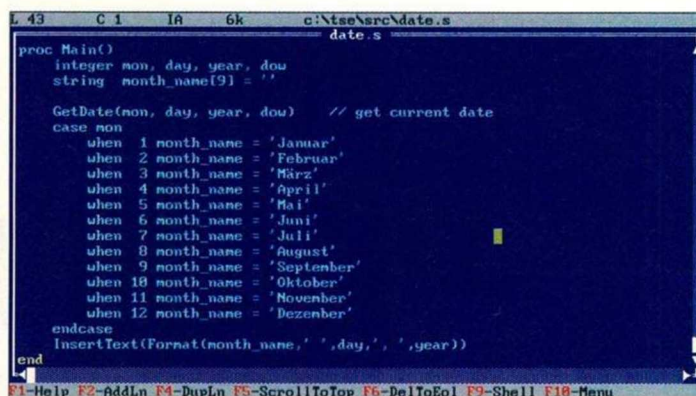 L 43 C 1 IA 6k c:\tse\src\date.s
date.s
proc Main()
    integer mon, day, year, dow
    string month_name[9] = ''

    GetDate(mon, day, year, dow) // get current date
    case mon
        when 1 month_name = 'Januar'
        when 2 month_name = 'Februar'
        when 3 month_name = 'März'
        when 4 month_name = 'April'
        when 5 month_name = 'Mai'
        when 6 month_name = 'Juni'
        when 7 month_name = 'Juli'
        when 8 month_name = 'August'
        when 9 month_name = 'September'
        when 10 month_name = 'Oktober'
        when 11 month_name = 'November'
        when 12 month_name = 'Dezember'
    endcase
    InsertText(Format(month_name,' ',day,', ',year))
end
F1-Help F2-AddLn F4-DupLn F5-ScrollToTop F6-DelToEol F9-Shell F10-Menu